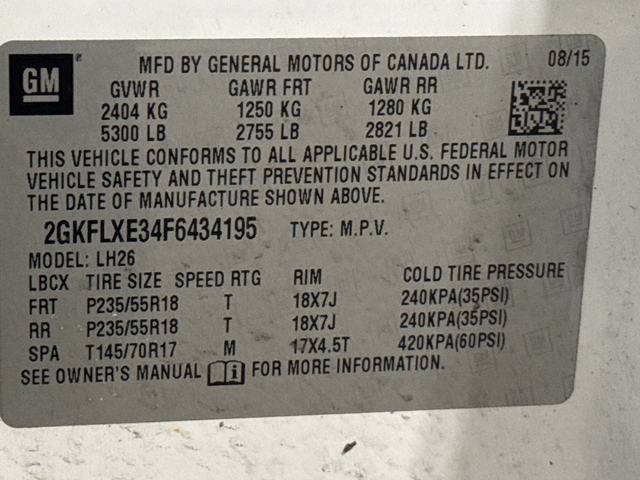 GM
MFD BY GENERAL MOTORS OF CANADA LTD. 08/15
GVWR GAWR FRT GAWR RR
2404 KG 1250 KG 1280 KG
5300 LB 2755 LB 2821 LB
THIS VEHICLE CONFORMS TO ALL APPLICABLE U.S. FEDERAL MOTOR
VEHICLE SAFETY AND THEFT PREVENTION STANDARDS IN EFFECT ON
THE DATE OF MANUFACTURE SHOWN ABOVE.
2GKFLXE34F6434195 TYPE: M.P.V.
MODEL: LH26
LBCX TIRE SIZE SPEED RTG RIM COLD TIRE PRESSURE
FRT P235/55R18 T 18X7J 240KPA(35PSI)
RR P235/55R18 T 18X7J 240KPA(35PSI)
SPA T145/70R17 M 17X4.5T 420KPA(60PSI)
SEE OWNER'S MANUAL FOR MORE INFORMATION.